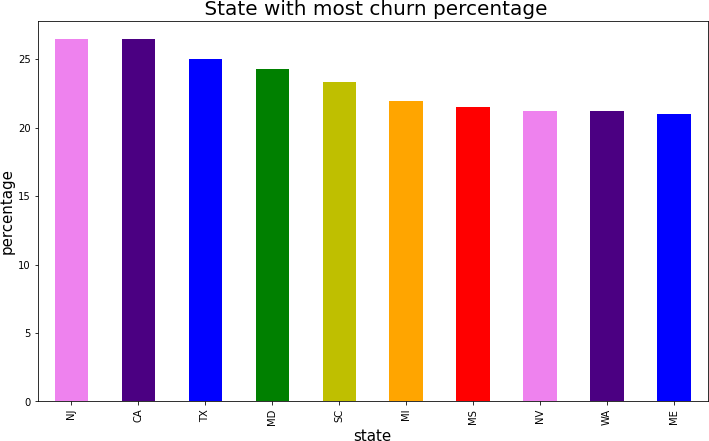 State with most churn percentage
percentage
25
20
15
10
5
0
NJ
CA
TX
MD
SC
MI
MS
NV
WA
ME
state